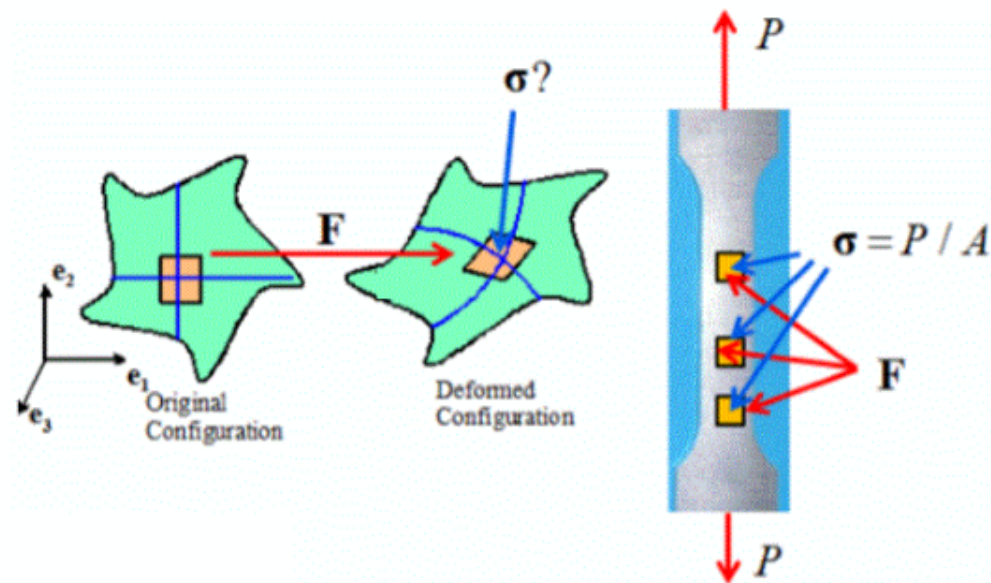 P
σ?
F
σ = P / A
e₂
F
e₁
e₃
Original
Configuration
Deformed
Configuration
P